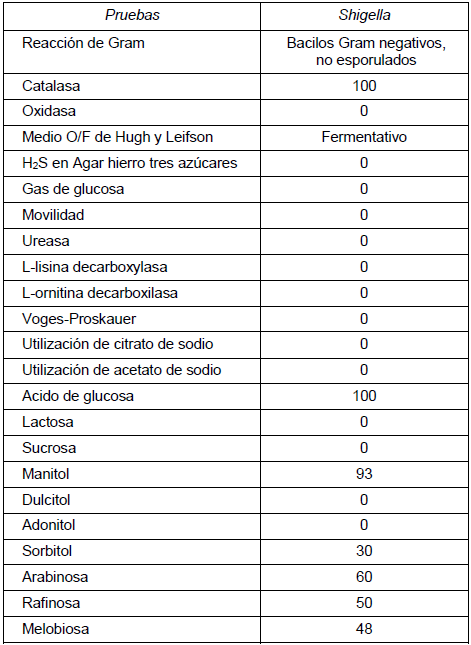 Pruebas Shigella
Reacción de Gram Bacilos Gram negativos,
no esporulados
Catalasa 100
Oxidasa 0
Medio O/F de Hugh y Leifson Fermentativo
H₂S en Agar hierro tres azúcares 0
Gas de glucosa 0
Movilidad 0
Ureasa 0
L-lisina decarboxylasa 0
L-ornitina decarboxilasa 0
Voges-Proskauer 0
Utilización de citrato de sodio 0
Utilización de acetato de sodio 0
Acido de glucosa 100
Lactosa 0
Sucrosa 0
Manitol 93
Dulcitol 0
Adonitol 0
Sorbitol 30
Arabinosa 60
Rafinosa 50
Melobiosa 48